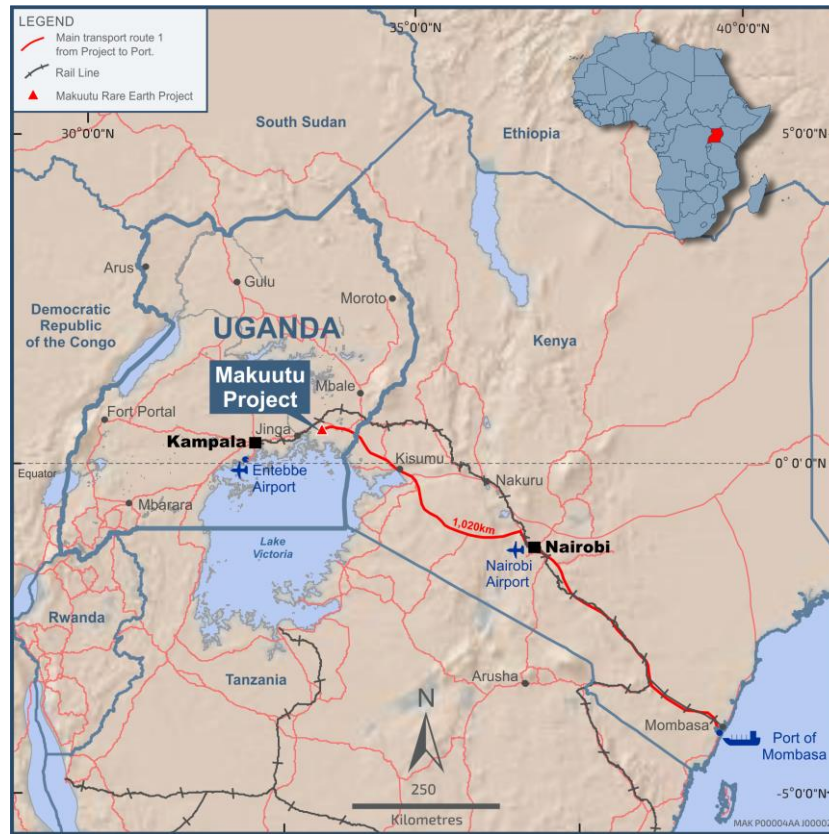 LEGEND
Main transport route 1
from Project to Port.
Rail Line
Makuutu Rare Earth Project
35°0'0"N
40°0'0"N
30°0'0"N
5°0'0"N
South Sudan
Ethiopia
Arus
Gulu
Moroto
Democratic
Republic
of the Congo
UGANDA
Kenya
Makuutu
Project
Mbale
Fort Portal
Jinga
Kampala
Kisumu
Equator
0°0'0"N
Entebbe
Airport
Nakuru
Mbarara
1,020km
Lake
Victoria
Nairobi
Nairobi
Airport
Rwanda
Tanzania
Arusha
N
Mombasa
Port of
Mombasa
250
Kilometres
-5°0'0"N